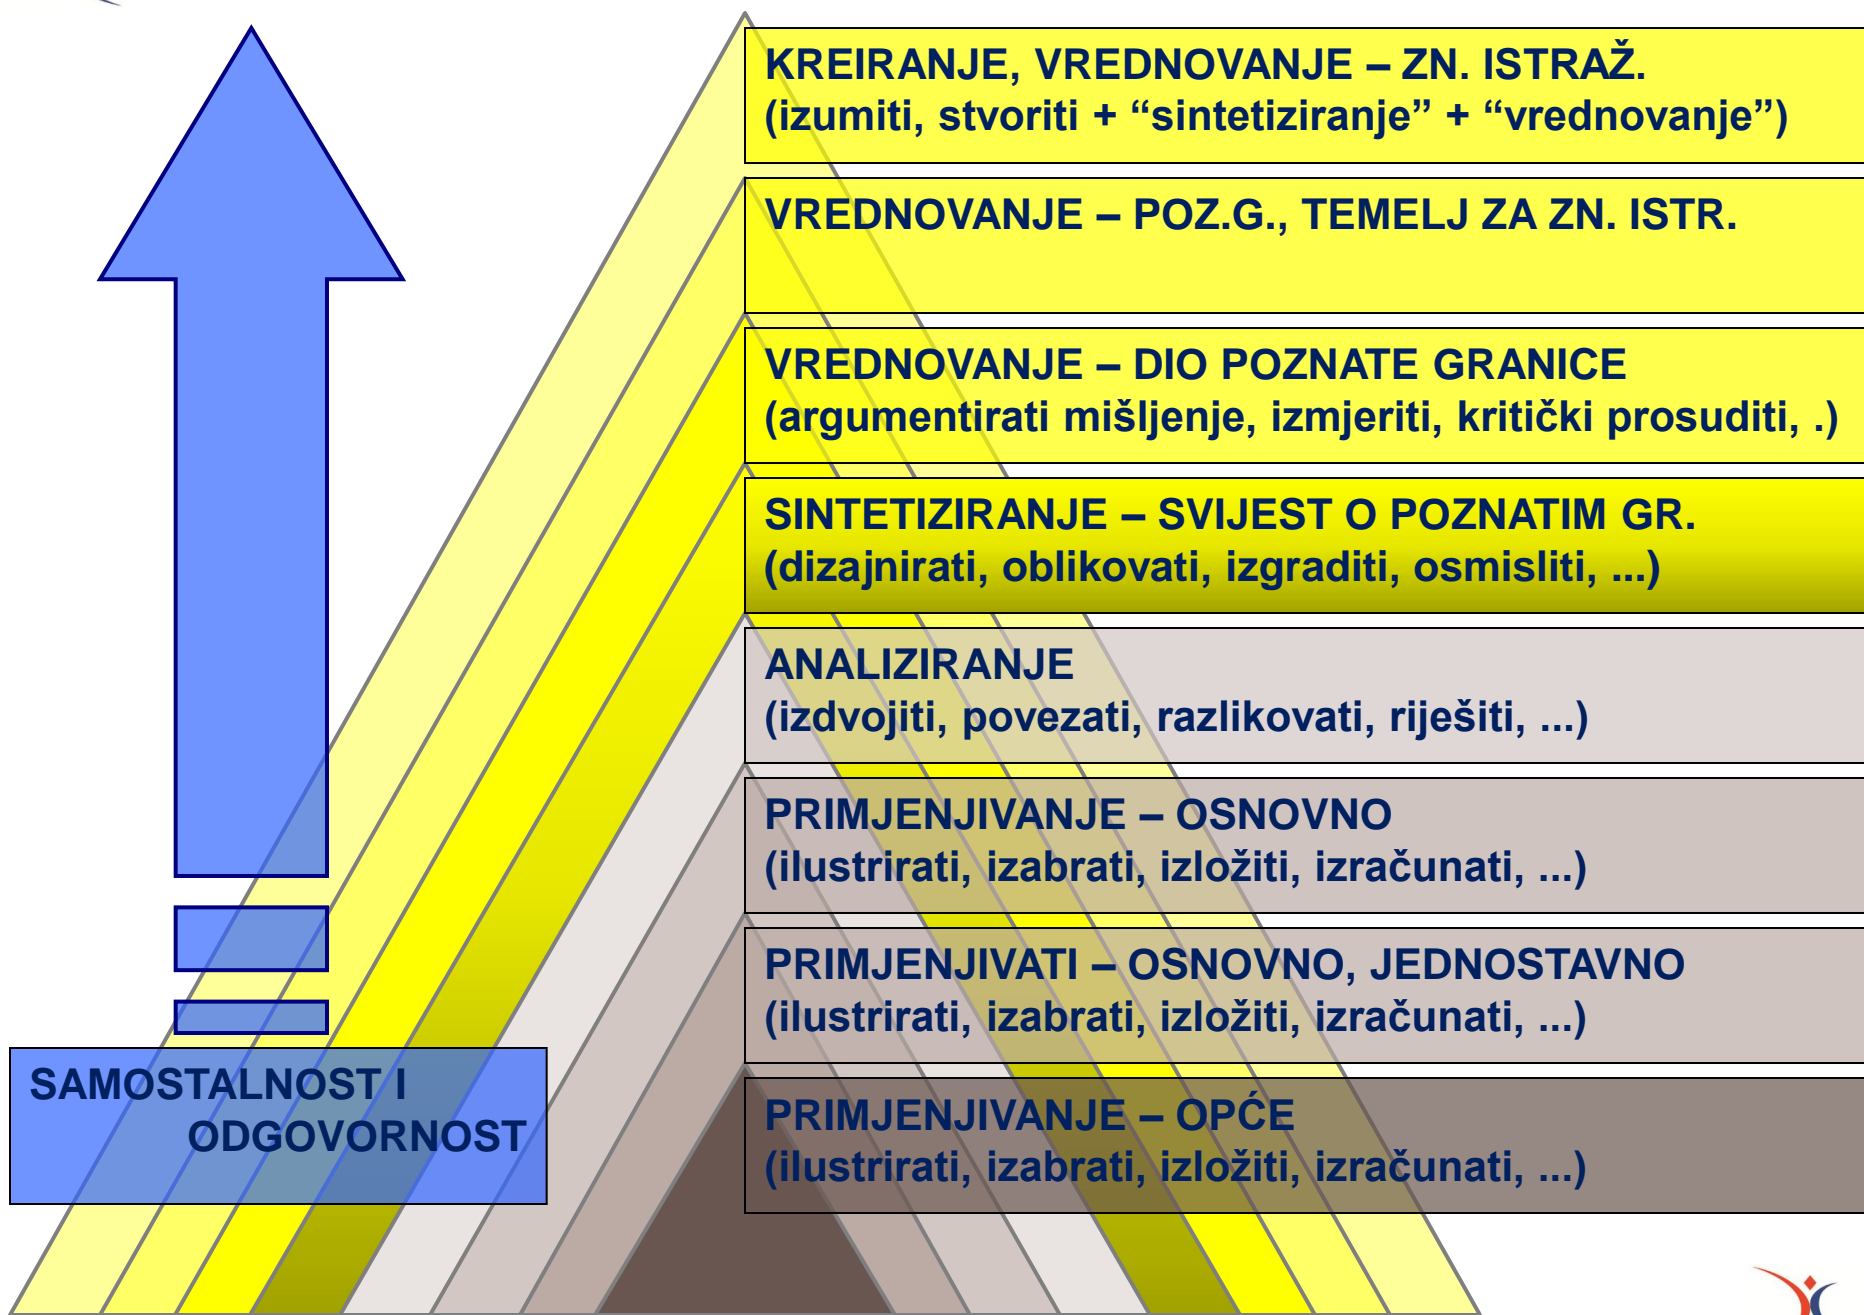 KREIRANJE, VREDNOVANJE – ZN. ISTRAŽ.
(izumiti, stvoriti + “sintetiziranje” + “vrednovanje”)
VREDNOVANJE – POZ.G., TEMELJ ZA ZN. ISTR.
VREDNOVANJE – DIO POZNATE GRANICE
(argumentirati mišljenje, izmjeriti, kritički prosuditi, .)
SINTETIZIRANJE – SVIJEST O POZNATIM GR.
(dizajnirati, oblikovati, izgraditi, osmisliti, ...)
ANALIZIRANJE
(izdvojiti, povezati, razlikovati, riješiti, ...)
PRIMJENJIVANJE – OSNOVNO
(ilustrirati, izabrati, izložiti, izračunati, ...)
PRIMJENJIVATI – OSNOVNO, JEDNOSTAVNO
(ilustrirati, izabrati, izložiti, izračunati, ...)
PRIMJENJIVANJE – OPĆE
(ilustrirati, izabrati, izložiti, izračunati, ...)
SAMOSTALNOST I
ODGOVORNOST